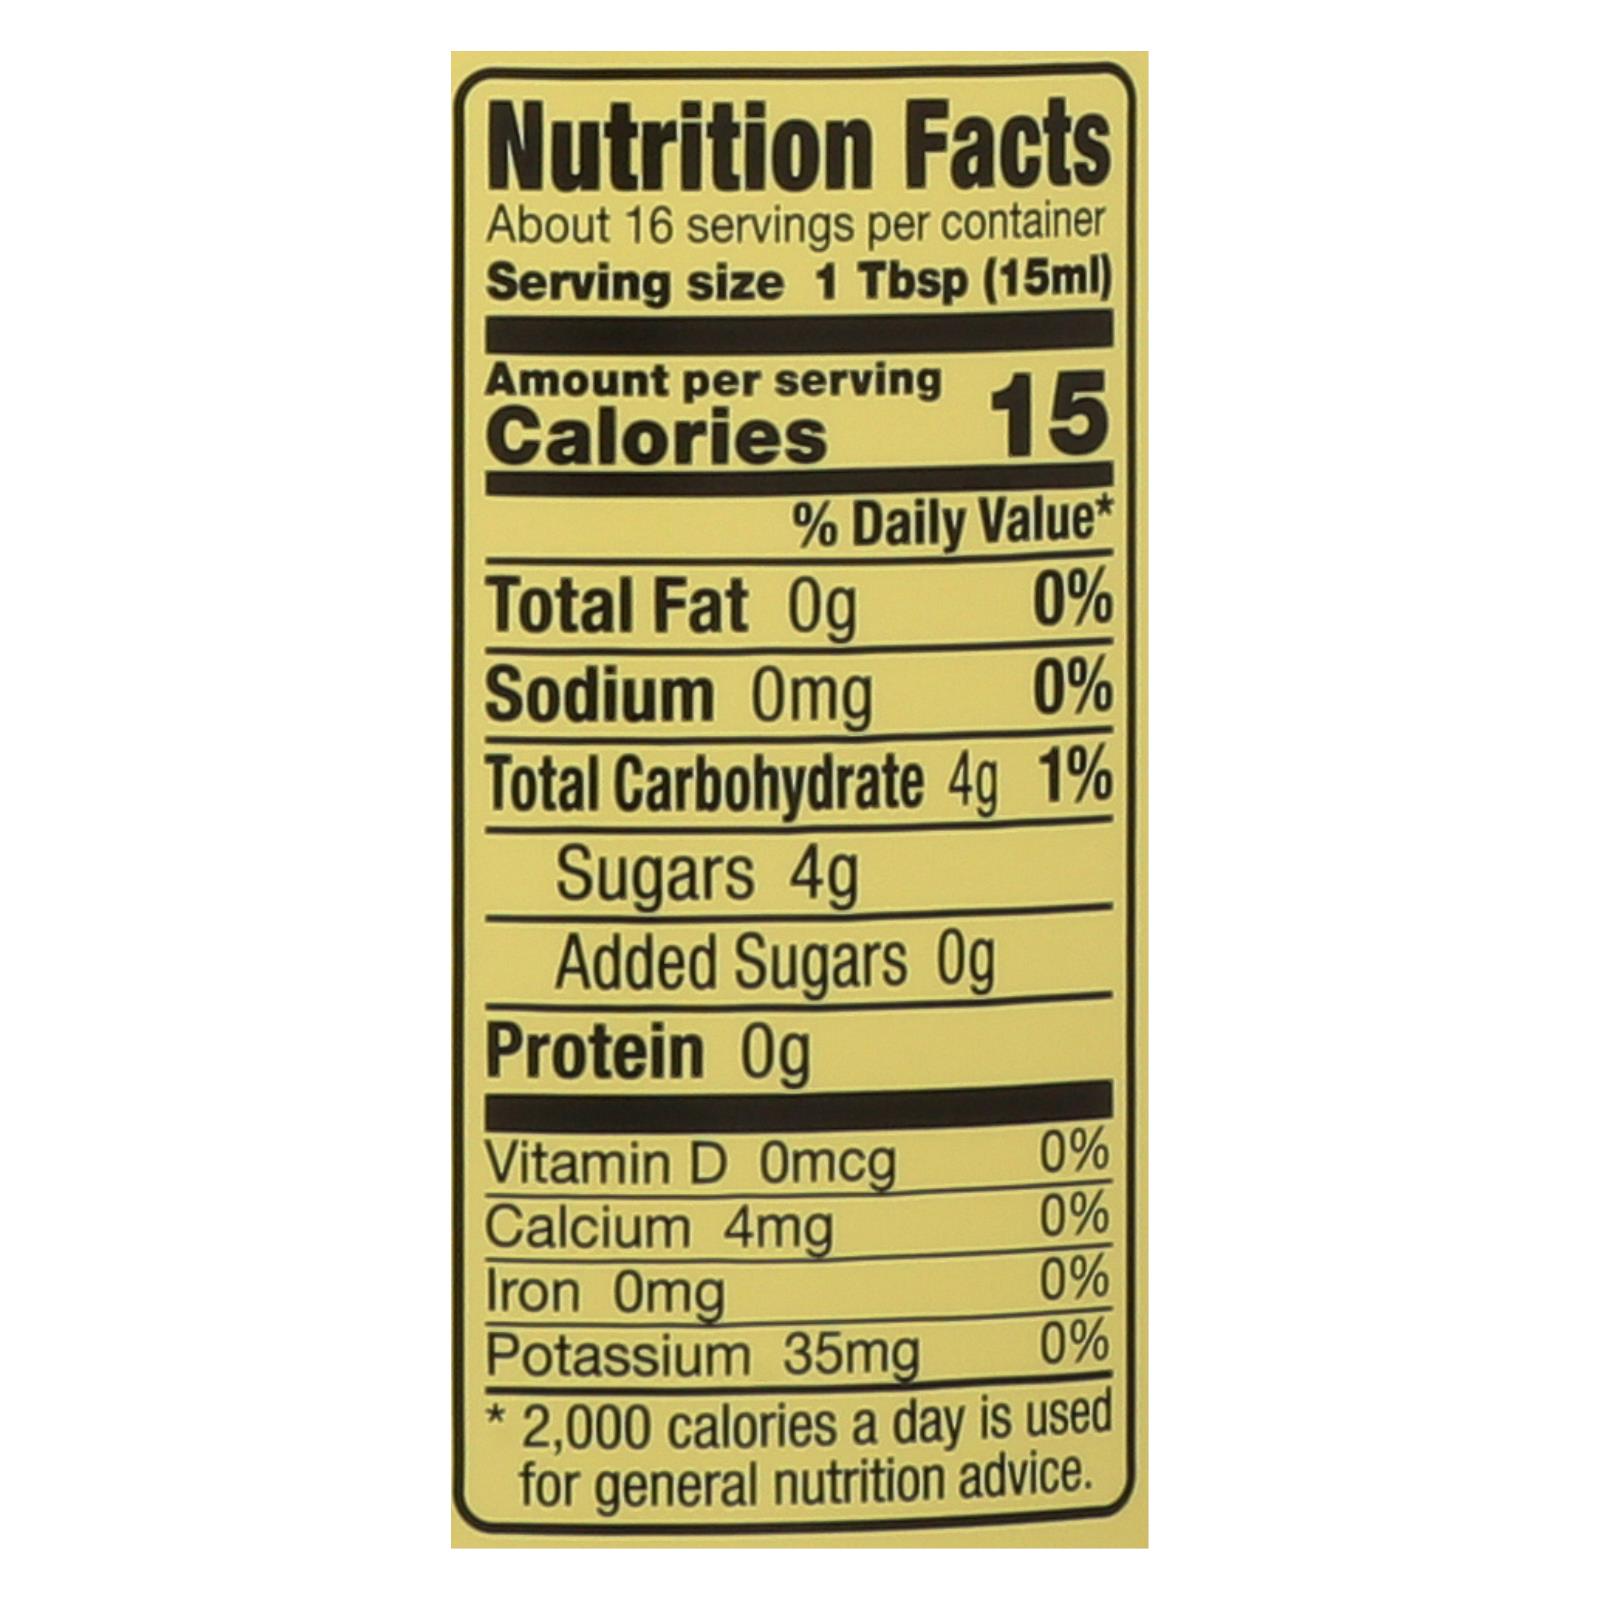 Nutrition Facts
About 16 servings per container
Serving size 1 Tbsp (15ml)
Amount per serving
Calories 15
% Daily Value*
Total Fat 0g 0%
Sodium 0mg 0%
Total Carbohydrate 4g 1%
Sugars 4g
Added Sugars 0g
Protein 0g
Vitamin D 0mcg 0%
Calcium 4mg 0%
Iron 0mg 0%
Potassium 35mg 0%
* 2,000 calories a day is used
for general nutrition advice.